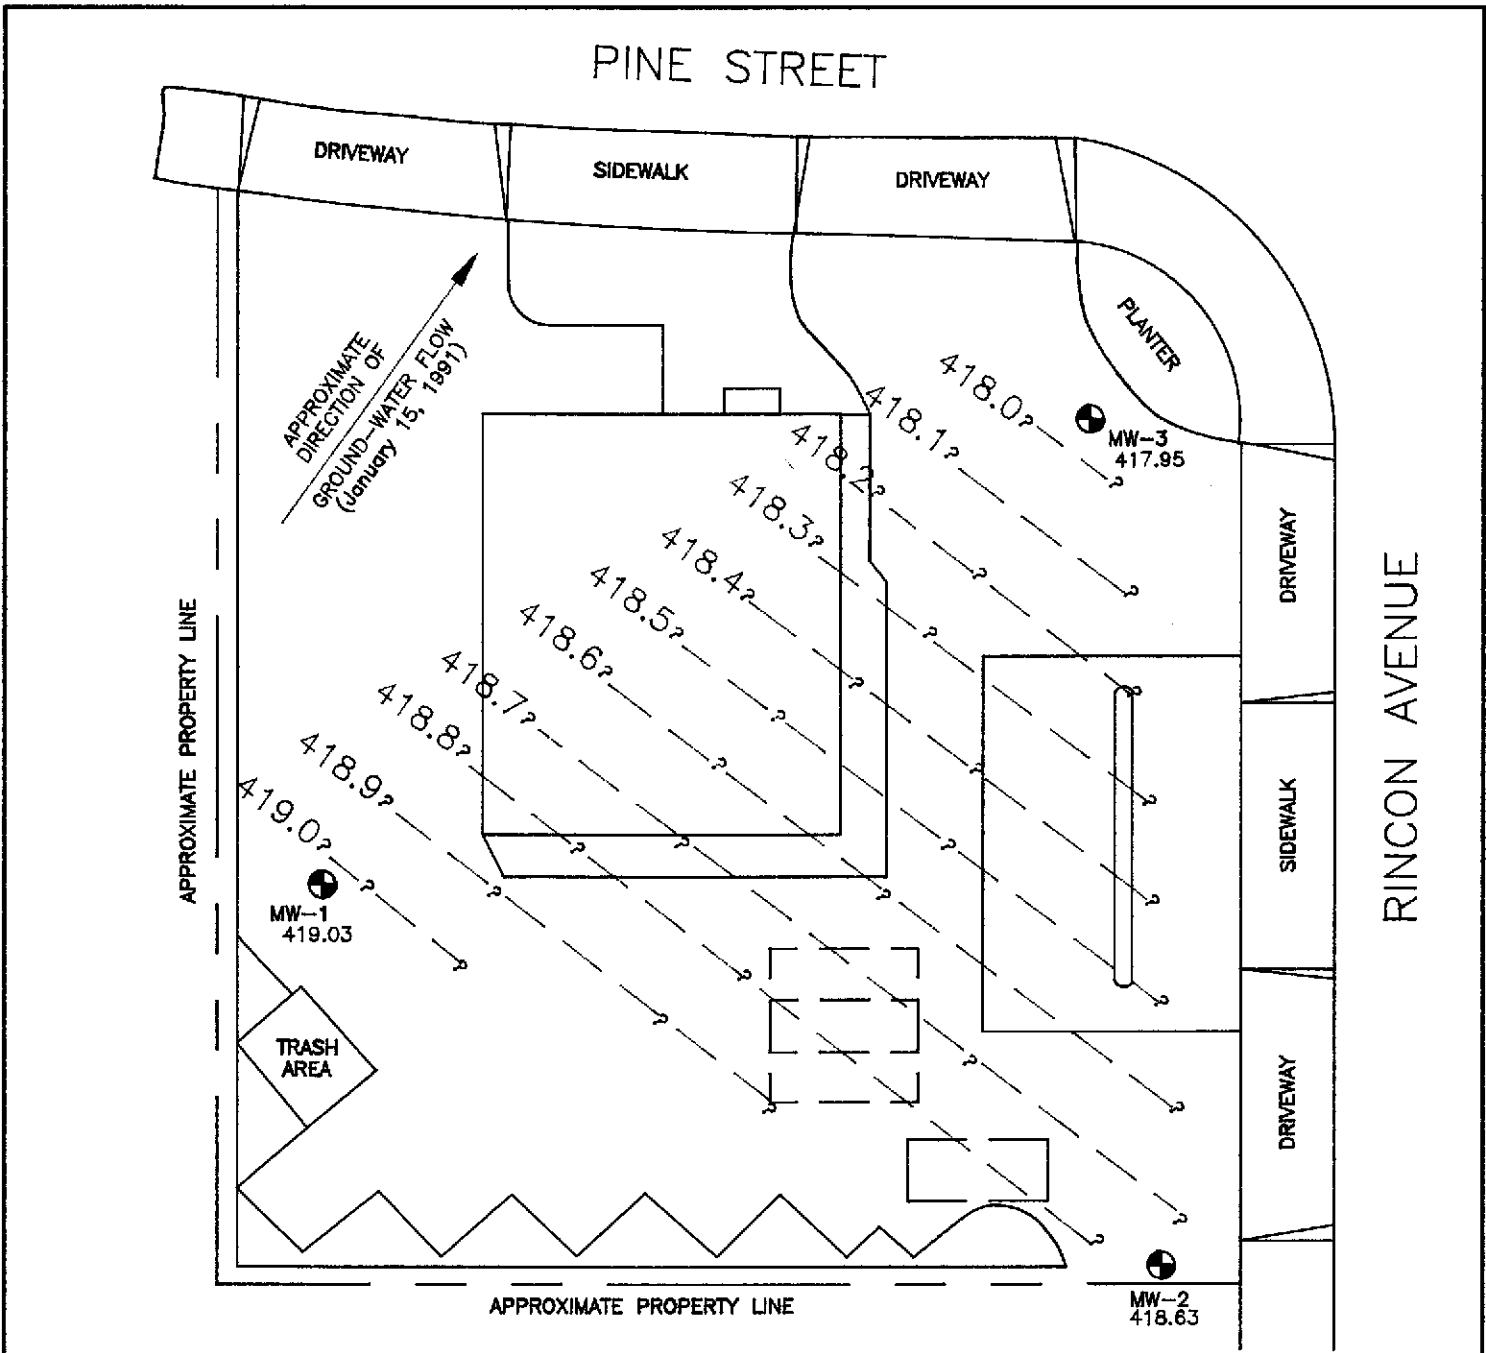 PINE STREET
DRIVEWAY
SIDEWALK
DRIVEWAY
PLANTER
APPROXIMATE
DIRECTION OF
GROUND-WATER FLOW
(January 15, 1991)
418.0?
?
418.1?
?
418.2?
?
?
418.3?
?
?
418.4?
?
?
?
418.5?
?
?
?
418.6?
?
?
?
418.7?
?
?
?
418.8?
?
?
?
418.9?
?
?
?
419.0?
?
?
MW-3
417.95
MW-1
419.03
MW-2
418.63
TRASH
AREA
APPROXIMATE PROPERTY LINE
APPROXIMATE PROPERTY LINE
DRIVEWAY
SIDEWALK
DRIVEWAY
RINCON AVENUE